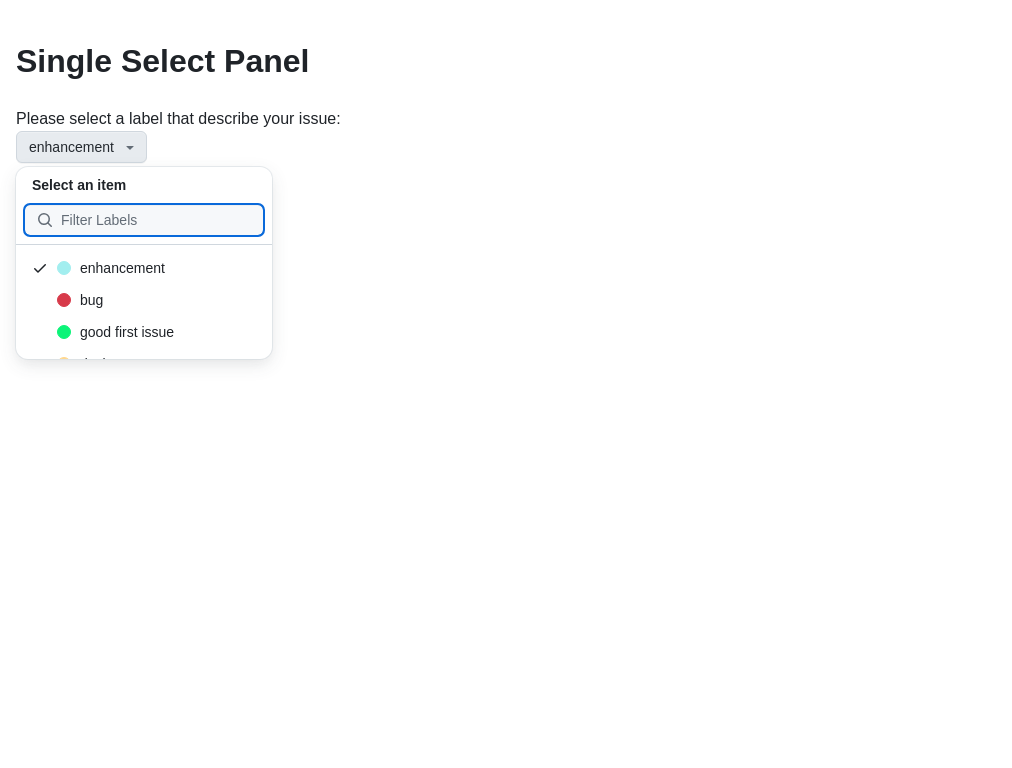 Single Select Panel
Please select a label that describe your issue:
enhancement
Select an item
Filter Labels
enhancement
bug
good first issue